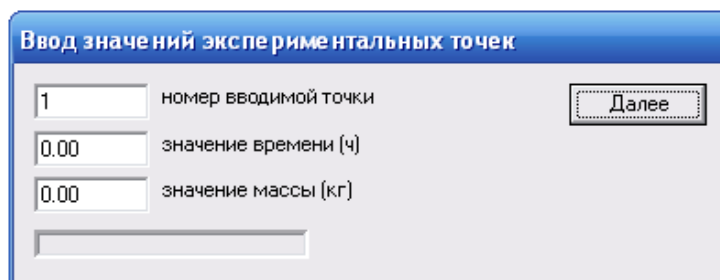 Ввод значений экспериментальных точек
1 номер вводимой точки Далее
0.00 значение времени (ч)
0.00 значение массы (кг)